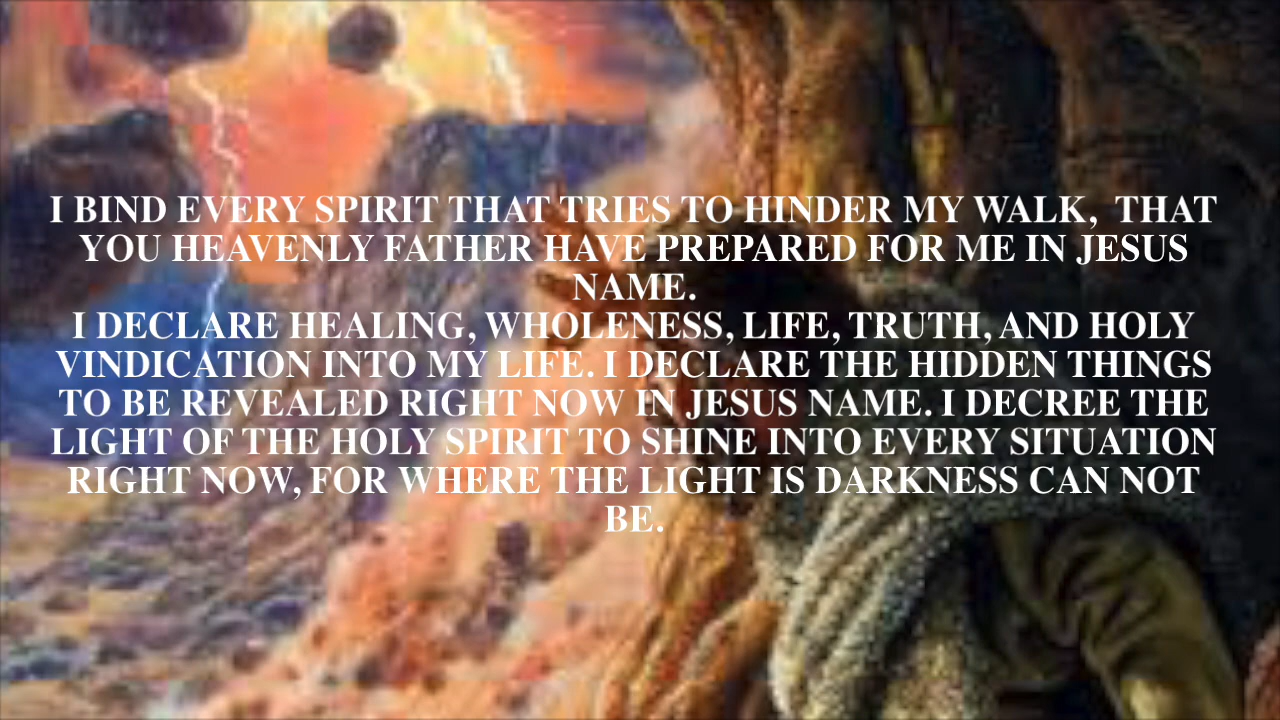 I BIND EVERY SPIRIT THAT TRIES TO HINDER MY WALK,  THAT
YOU HEAVENLY FATHER HAVE PREPARED FOR ME IN JESUS
NAME.
I DECLARE HEALING, WHOLENESS, LIFE, TRUTH, AND HOLY
VINDICATION INTO MY LIFE. I DECLARE THE HIDDEN THINGS
TO BE REVEALED RIGHT NOW IN JESUS NAME. I DECREE THE
LIGHT OF THE HOLY SPIRIT TO SHINE INTO EVERY SITUATION
RIGHT NOW, FOR WHERE THE LIGHT IS DARKNESS CAN NOT
BE.